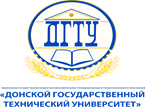 ДГТУ
«ДОНСКОЙ ГОСУДАРСТВЕННЫЙ
ТЕХНИЧЕСКИЙ УНИВЕРСИТЕТ»